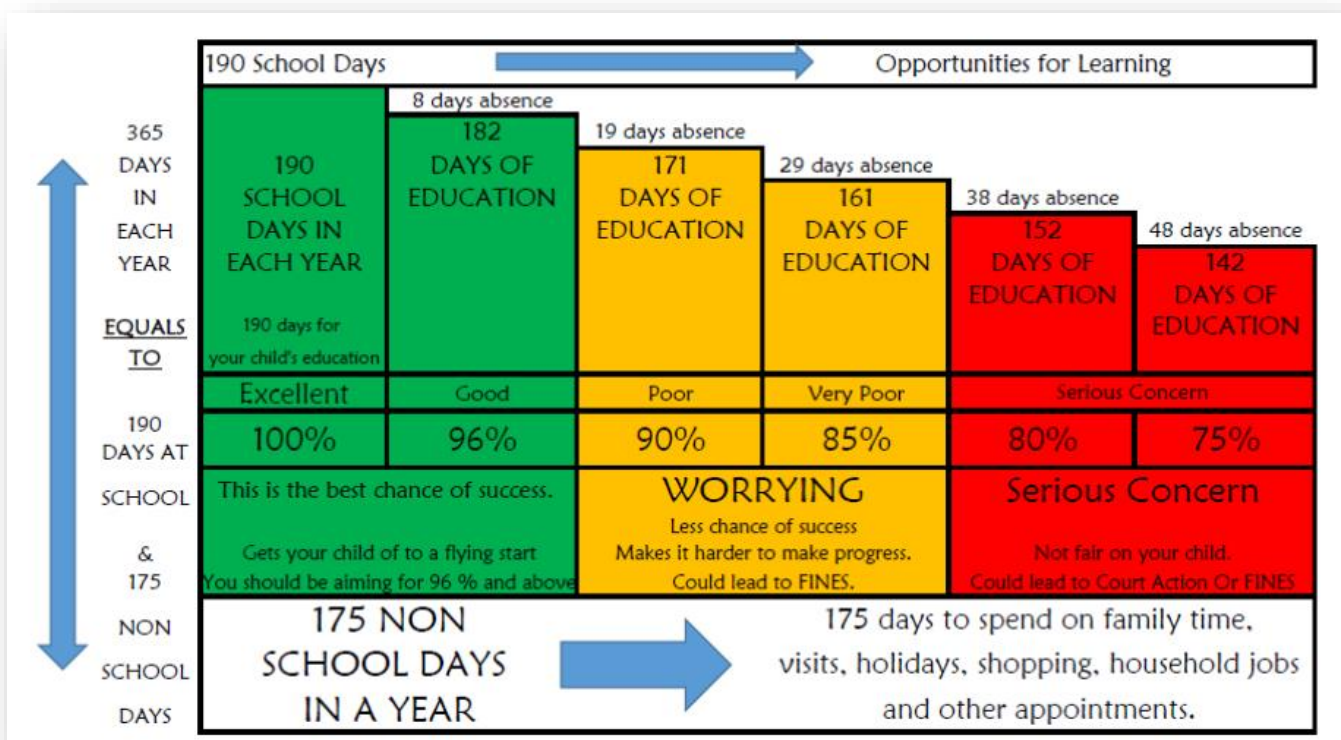 190 School Days
Opportunities for Learning
365
DAYS
IN
EACH
YEAR
EQUALS
TO
190
DAYS AT
SCHOOL
&
175
NON
SCHOOL
DAYS
190
SCHOOL
DAYS IN
EACH YEAR
190 days for
your child's education
8 days absence
182
DAYS OF
EDUCATION
19 days absence
171
DAYS OF
EDUCATION
29 days absence
161
DAYS OF
EDUCATION
38 days absence
152
DAYS OF
EDUCATION
48 days absence
142
DAYS OF
EDUCATION
Excellent
Good
Poor
Very Poor
Serious Concern
100%
96%
90%
85%
80%
75%
This is the best chance of success.
Gets your child of to a flying start
You should be aiming for 96 % and above
WORRYING
Less chance of success
Makes it harder to make progress.
Could lead to FINES.
Serious Concern
Not fair on your child.
Could lead to Court Action Or FINES
175 NON
SCHOOL DAYS
IN A YEAR
175 days to spend on family time,
visits, holidays, shopping, household jobs
and other appointments.